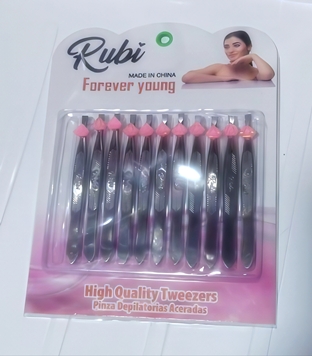 Rubi
MADE IN CHINA
Forever young
High Quality Tweezers
Pinza Depilatorias Aceradas